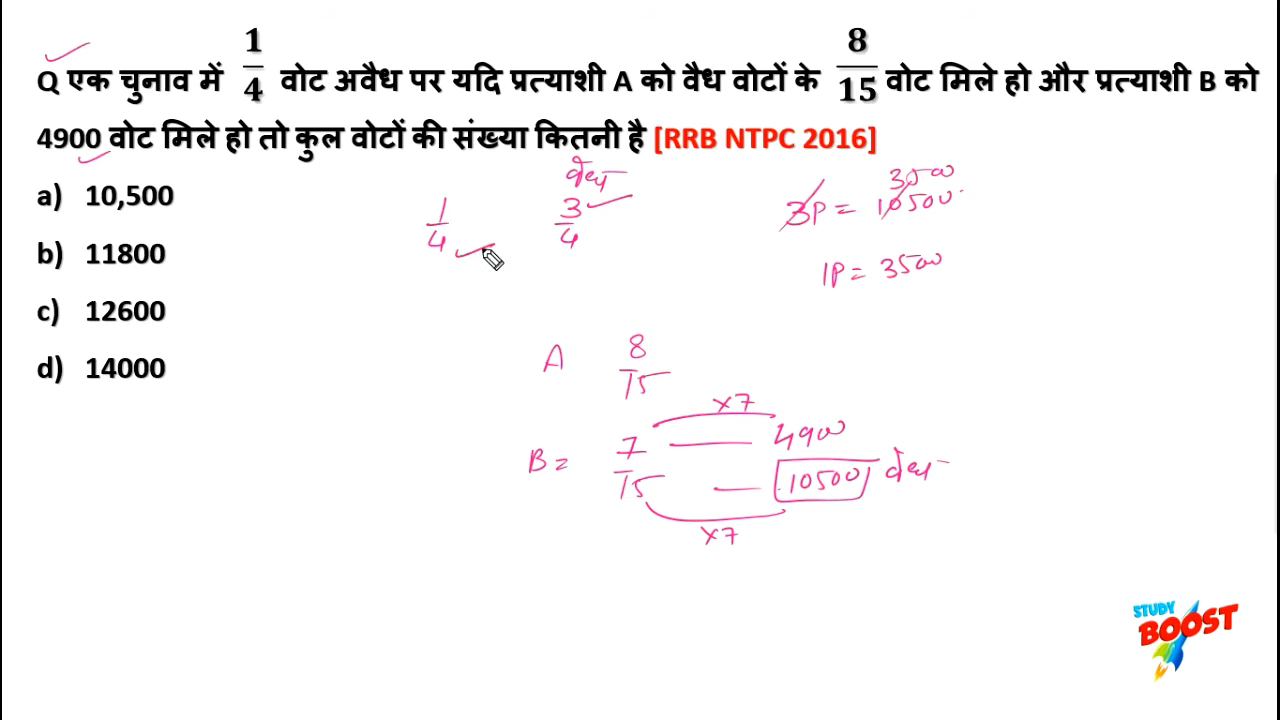 Q एक चुनाव में 1/4 वोट अवैध पर यदि प्रत्याशी A को वैध वोटों के 8/15 वोट मिले हो और प्रत्याशी B को
4900 वोट मिले हो तो कुल वोटों की संख्या कितनी है [RRB NTPC 2016]
a) 10,500
b) 11800
c) 12600
d) 14000
1/4
वैध
3/4
3500
3P = 10500
1P = 3500
A 8/15
×7
B = 7/15 — 4900
— 10500 वैध
×7
STUDY
BOOST